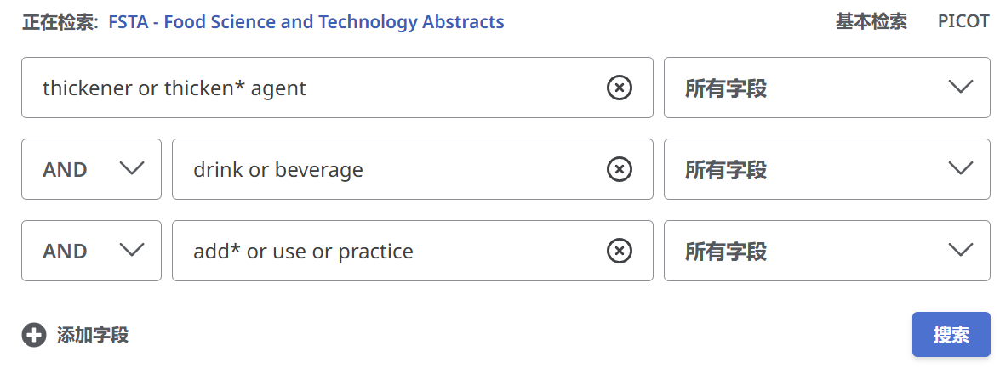 正在检索: FSTA - Food Science and Technology Abstracts 基本检索 PICOT
thickener or thicken* agent 所有字段
AND drink or beverage 所有字段
AND add* or use or practice 所有字段
添加字段 搜索